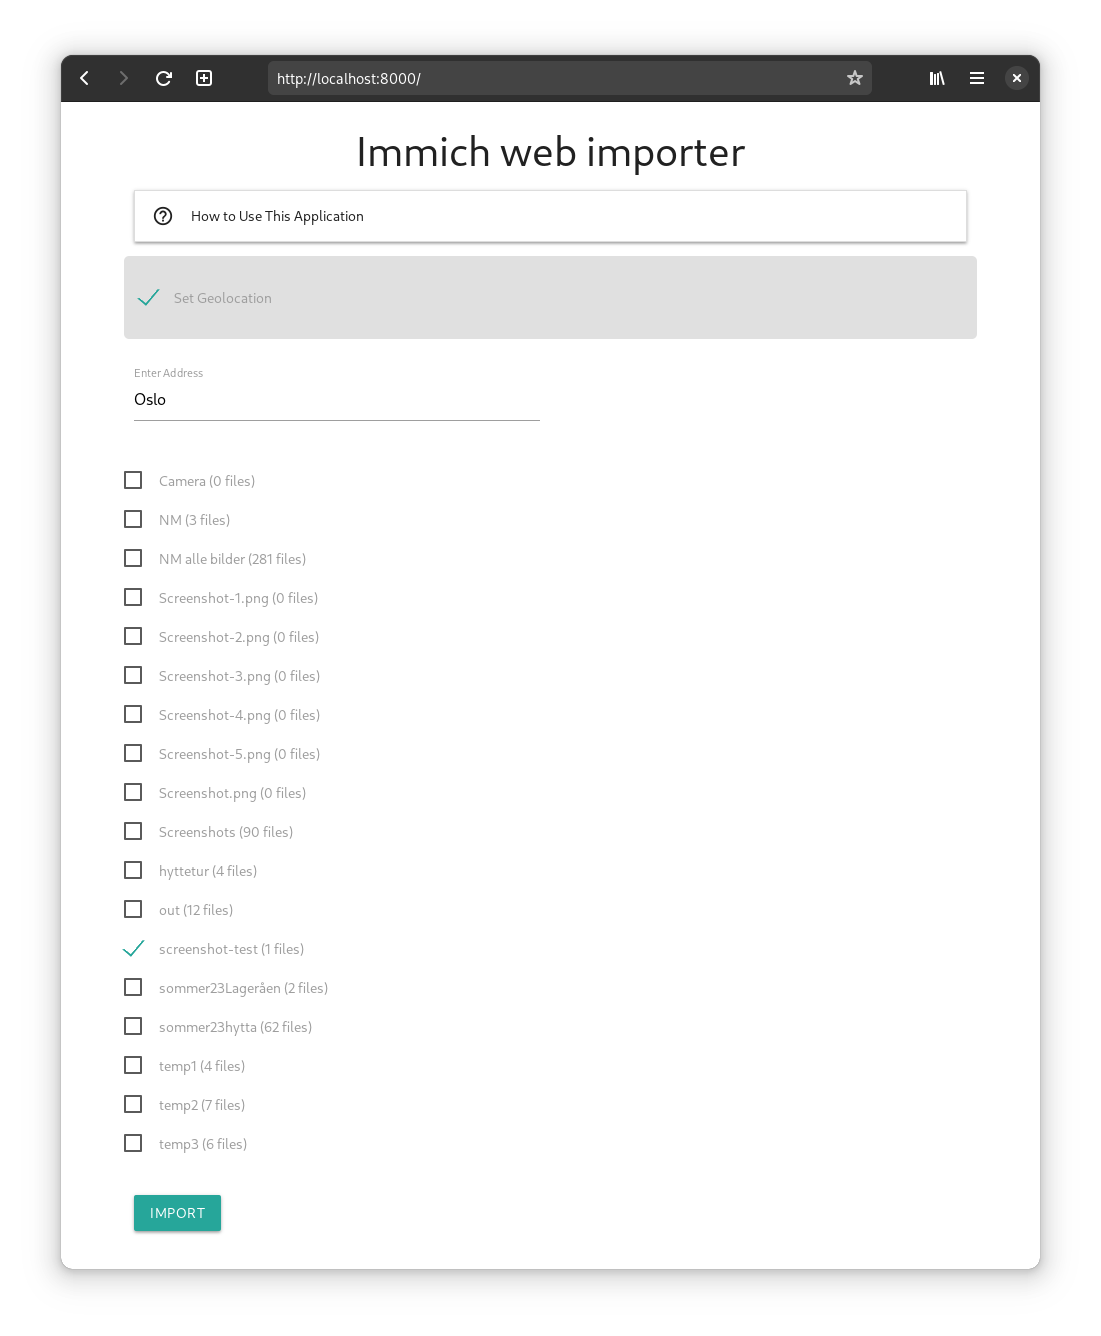 http://localhost:8000/
Immich web importer
How to Use This Application
Set Geolocation
Enter Address
Oslo
Camera (0 files)
NM (3 files)
NM alle bilder (281 files)
Screenshot-1.png (0 files)
Screenshot-2.png (0 files)
Screenshot-3.png (0 files)
Screenshot-4.png (0 files)
Screenshot-5.png (0 files)
Screenshot.png (0 files)
Screenshots (90 files)
hyttetur (4 files)
out (12 files)
screenshot-test (1 files)
sommer23Lageråen (2 files)
sommer23hytta (62 files)
temp1 (4 files)
temp2 (7 files)
temp3 (6 files)
IMPORT